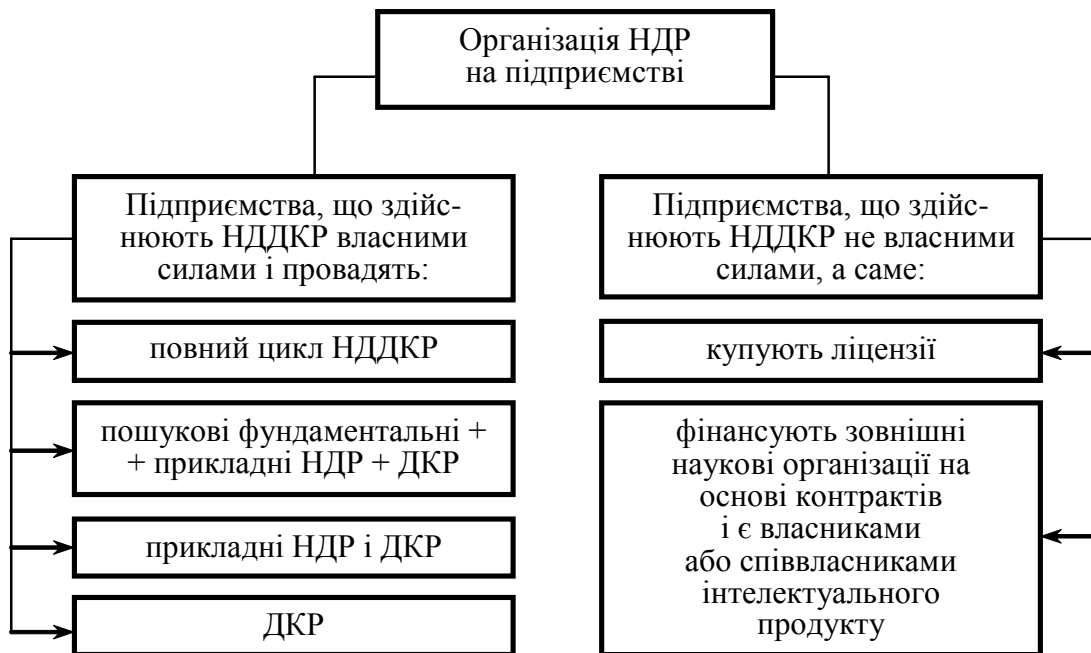 Організація НДР
на підприємстві
Підприємства, що здійс-
нюють НДДКР власними
силами і провадять:
повний цикл НДДКР
пошукові фундаментальні +
+ прикладні НДР + ДКР
прикладні НДР і ДКР
ДКР
Підприємства, що здійс-
нюють НДДКР не власними
силами, а саме:
купують ліцензії
фінансують зовнішні
наукові організації на
основі контрактів
і є власниками
або співвласниками
інтелектуального
продукту